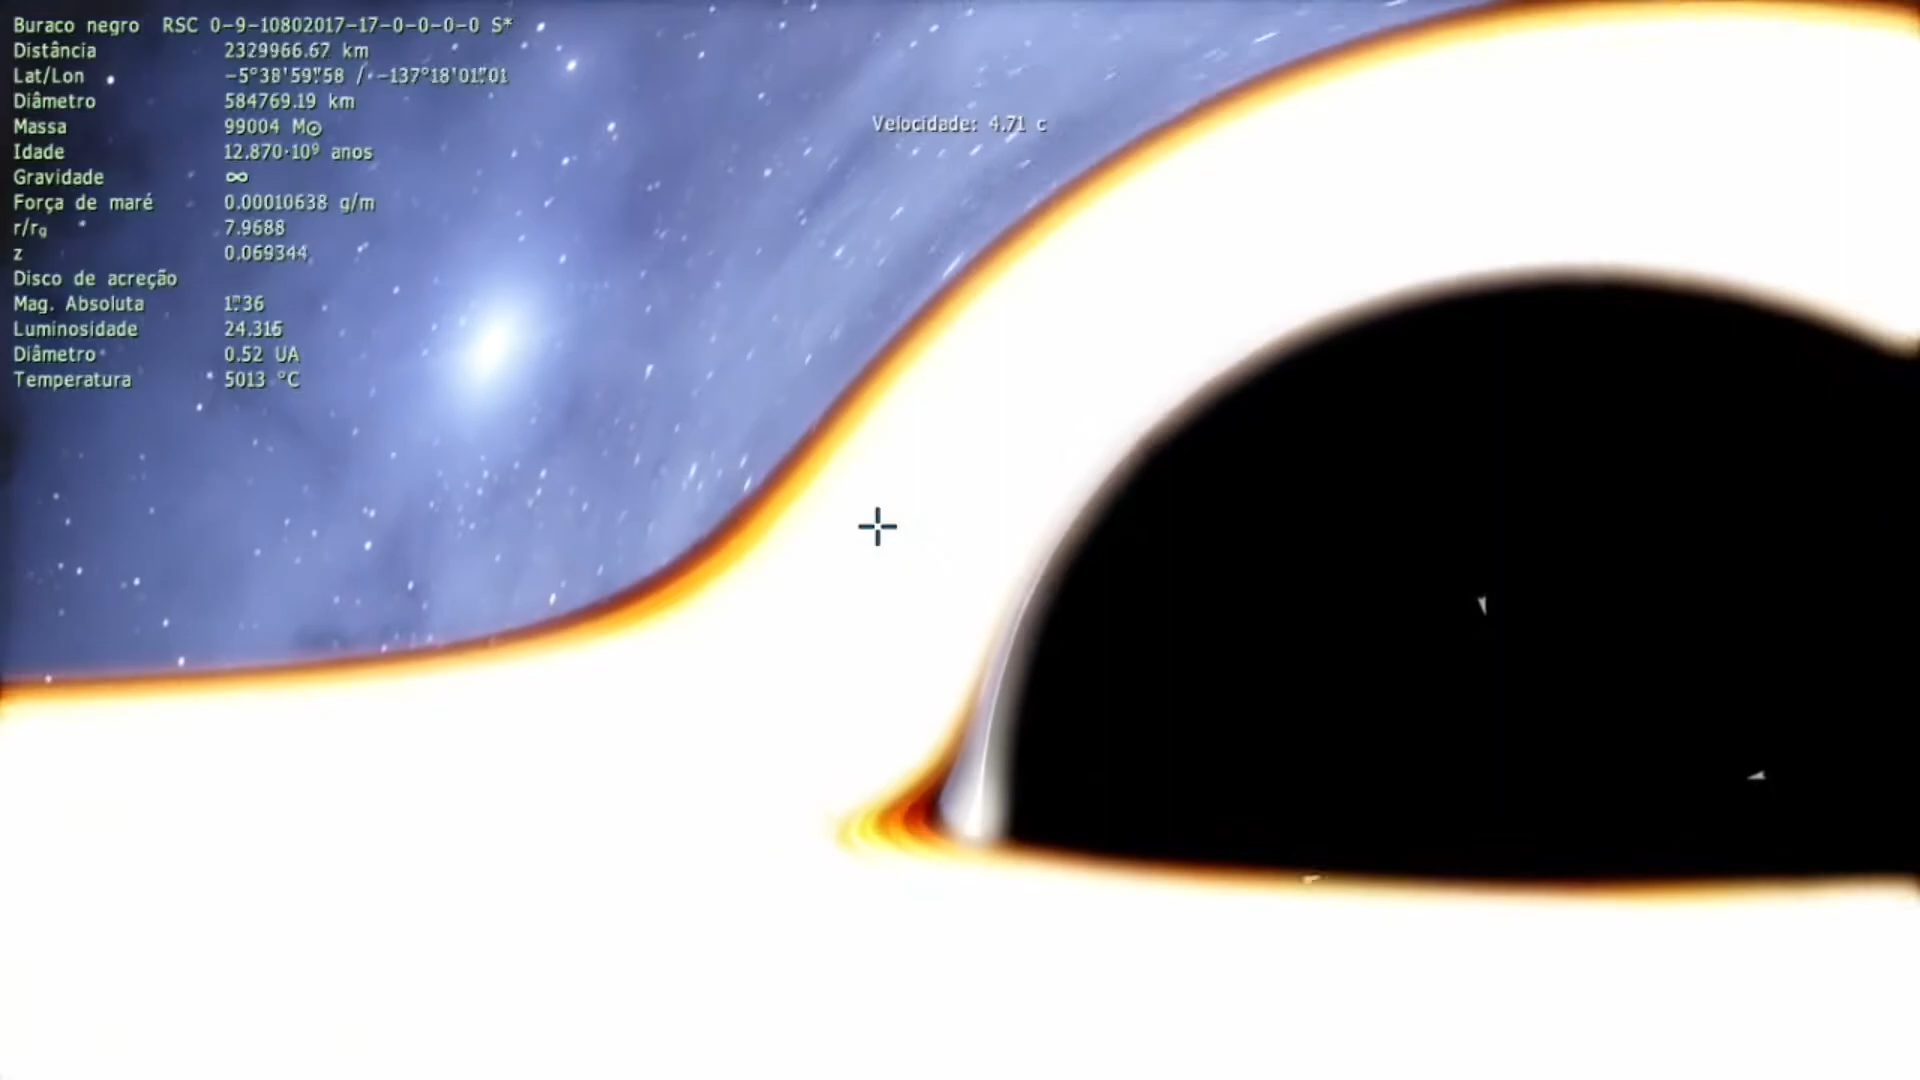 Buraco negro RSC 0-9-10802017-17-0-0-0-0 S*
Distância 2329966.67 km
Lat/Lon -5°38'59"58 / -137°18'01"01
Diâmetro 584769.19 km
Massa 99004 M☉
Idade 12.870·10⁹ anos
Gravidade ∞
Força de maré 0.00010638 g/m
r/rg 7.9688
z 0.069344
Disco de acreção
Mag. Absoluta 1ᵐ36
Luminosidade 24.316
Diâmetro 0.52 UA
Temperatura 5013 °C
Velocidade: 4.71 c